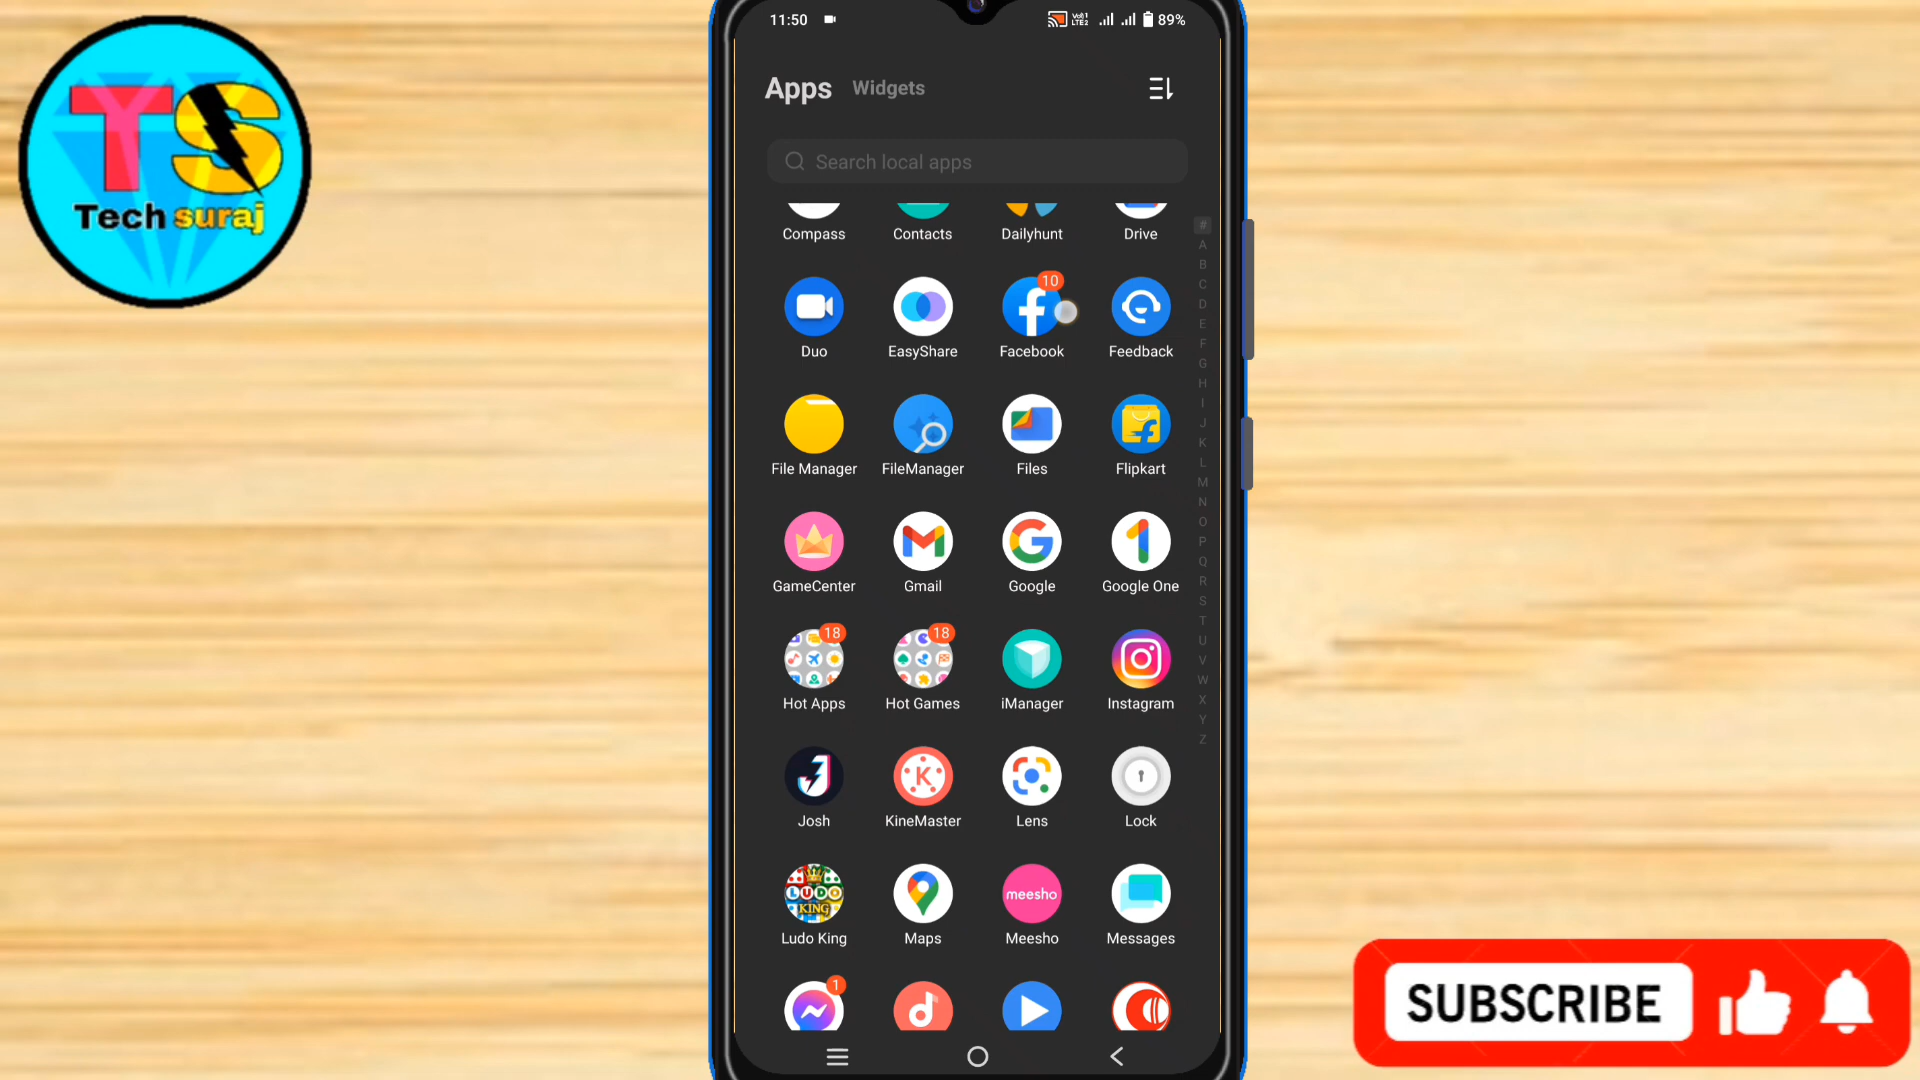 11:50
89%
TS
Tech suraj
Apps Widgets
Search local apps
Compass Contacts Dailyhunt Drive
10
Duo EasyShare Facebook Feedback
File Manager FileManager Files Flipkart
GameCenter Gmail Google Google One
18 18
Hot Apps Hot Games iManager Instagram
K
Josh KineMaster Lens Lock
LUDO KING
meesho
Ludo King Maps Meesho Messages
1
#
A
B
C
D
E
F
G
H
I
J
K
L
M
N
O
P
Q
R
S
T
U
V
W
X
Y
Z
SUBSCRIBE